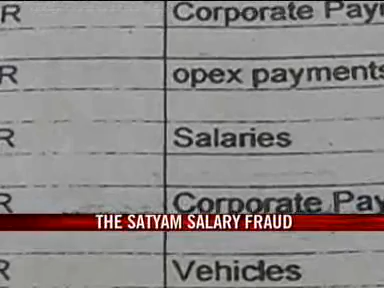 R Corporate Pay
R opex payments
R Salaries
R Corporate Pay
THE SATYAM SALARY FRAUD
R Vehicles